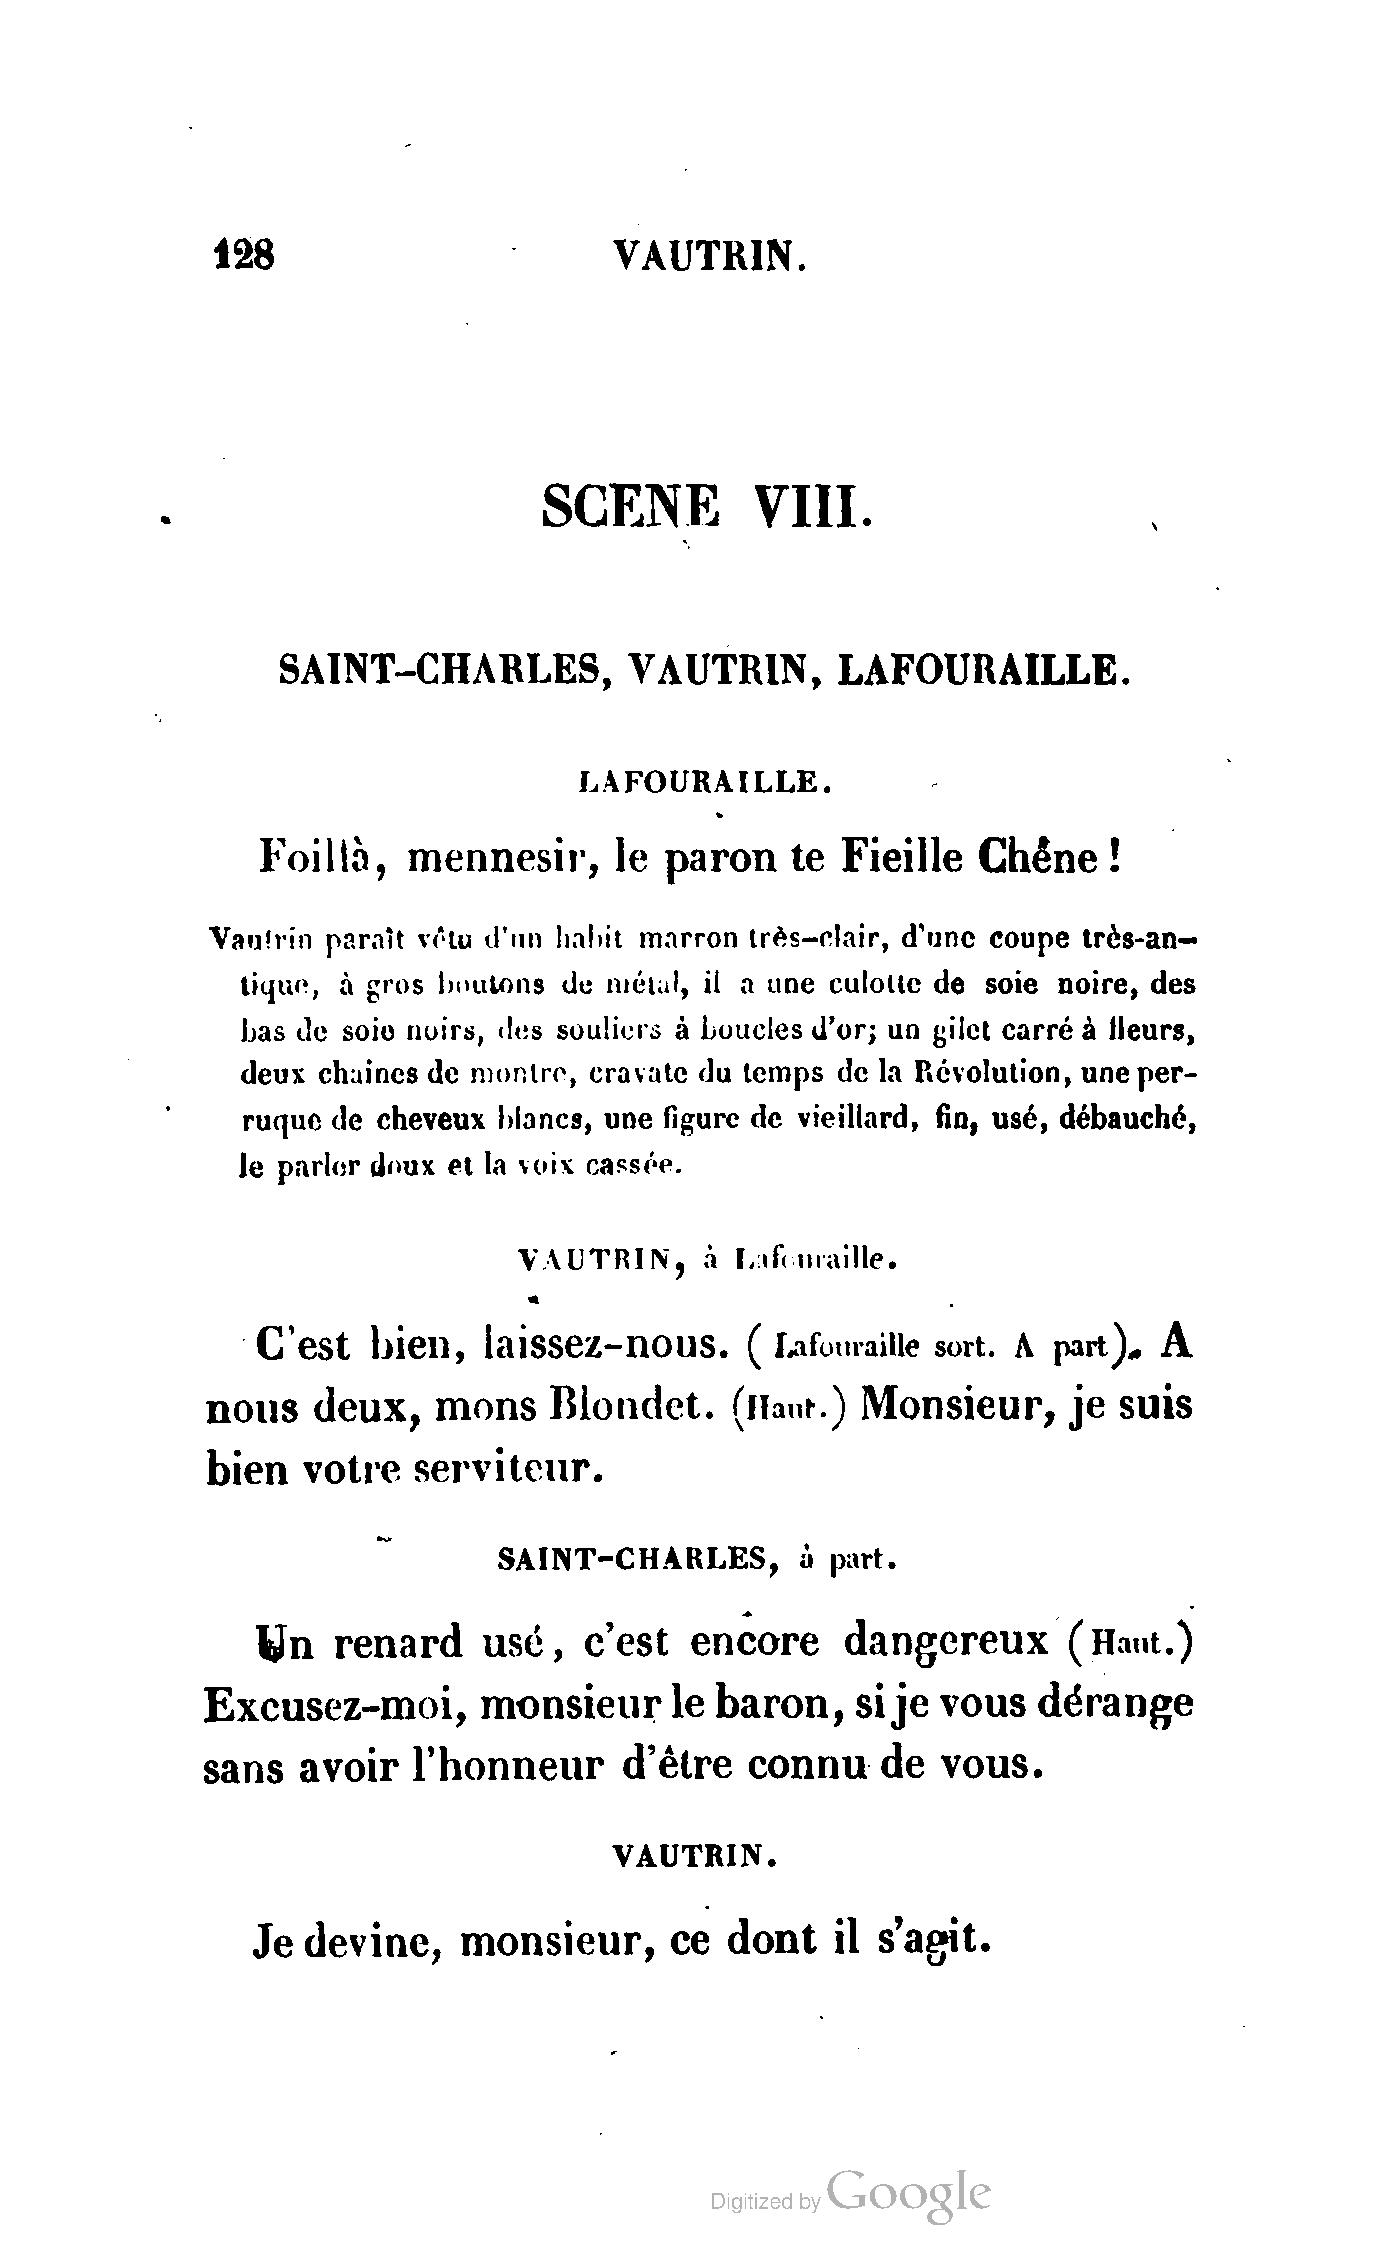 128 VAUTRIN.
SCENE VIII.
SAINT-CHARLES, VAUTRIN, LAFOURAILLE.
LAFOURAILLE.
Foillà, mennesir, le paron te Fieille Chêne !
Vautrin paraît vêtu d'un habit marron très-clair, d'une coupe très-an-
tique, à gros boutons de métal, il a une culotte de soie noire, des
bas de soie noirs, des souliers à boucles d'or; un gilet carré à fleurs,
deux chaines de montre, cravate du temps de la Révolution, une per-
ruque de cheveux blancs, une figure de vieillard, fin, usé, débauché,
le parler doux et la voix cassée.
VAUTRIN, à Lafouraille.
C'est bien, laissez-nous. ( Lafouraille sort. A part). A
nous deux, mons Blondet. (Haut.) Monsieur, je suis
bien votre serviteur.
SAINT-CHARLES, à part.
Un renard usé, c'est encore dangereux (Haut.)
Excusez-moi, monsieur le baron, si je vous dérange
sans avoir l'honneur d'être connu de vous.
VAUTRIN.
Je devine, monsieur, ce dont il s'agit.
Digitized by Google